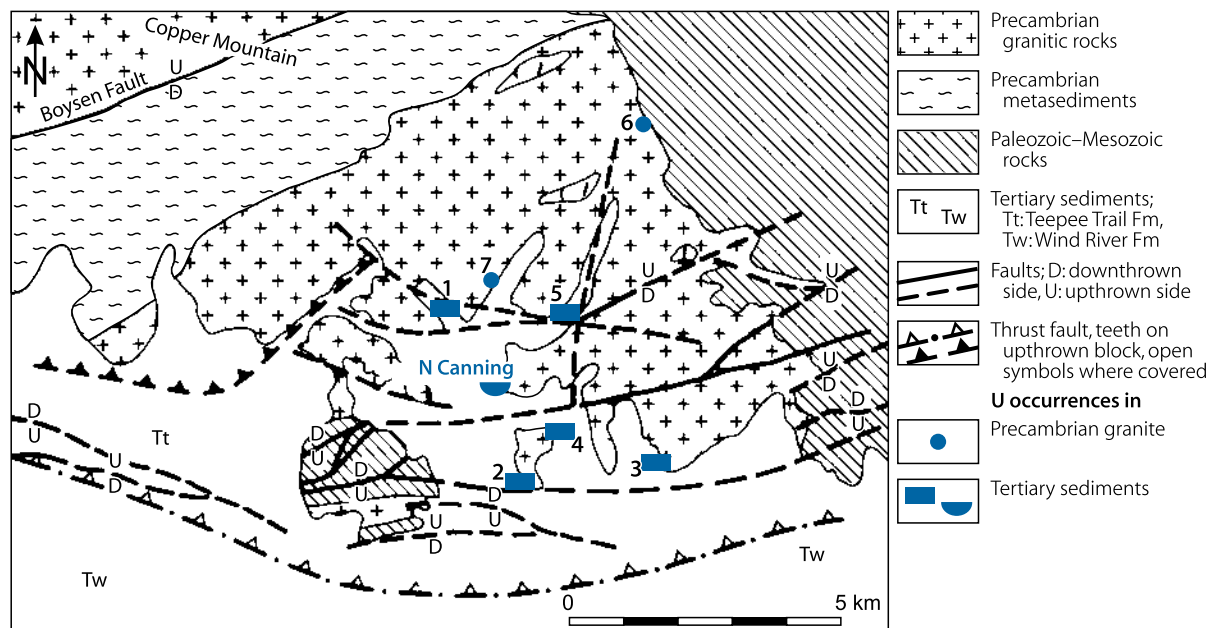 N
Copper Mountain
Boysen Fault
U
D
6
7
1
5
U
D
U
D
N Canning
U
D
D
U
D
U
D
U
D
U
Tt
U
D
D
U
D
U
2
4
3
D
U
U
U
D
Tw
Tw
0
5 km
Precambrian
granitic rocks
Precambrian
metasediments
Paleozoic–Mesozoic
rocks
Tt
Tw
Tertiary sediments;
Tt: Teepee Trail Fm,
Tw: Wind River Fm
Faults; D: downthrown
side, U: upthrown side
Thrust fault, teeth on
upthrown block, open
symbols where covered
U occurrences in
Precambrian granite
Tertiary sediments